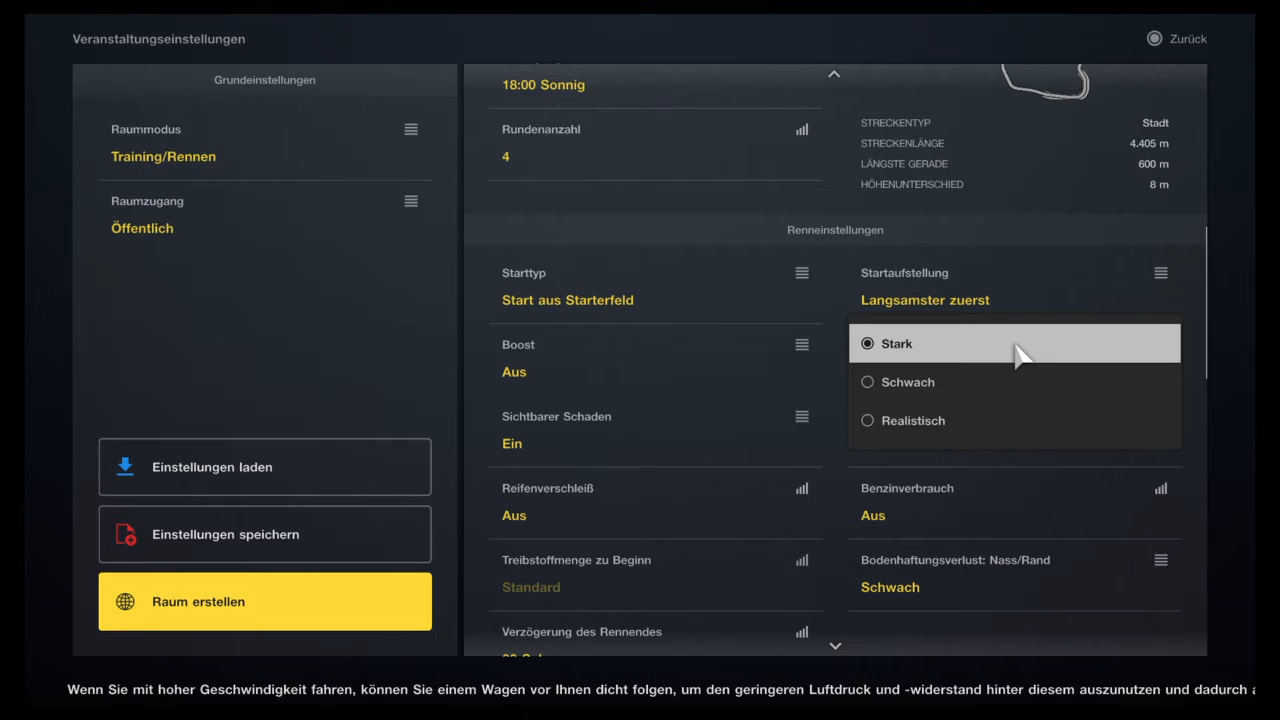 Veranstaltungseinstellungen
Zurück
Grundeinstellungen
Raummodus
Training/Rennen
Raumzugang
Öffentlich
Einstellungen laden
Einstellungen speichern
Raum erstellen
18:00 Sonnig
Rundenanzahl
4
STRECKENTYP Stadt
STRECKENLÄNGE 4.405 m
LÄNGSTE GERADE 600 m
HÖHENUNTERSCHIED 8 m
Renneinstellungen
Starttyp
Start aus Starterfeld
Startaufstellung
Langsamster zuerst
Boost
Aus
Stark
Schwach
Realistisch
Sichtbarer Schaden
Ein
Reifenverschleiß
Aus
Benzinverbrauch
Aus
Treibstoffmenge zu Beginn
Standard
Bodenhaftungsverlust: Nass/Rand
Schwach
Verzögerung des Rennendes
Wenn Sie mit hoher Geschwindigkeit fahren, können Sie einem Wagen vor Ihnen dicht folgen, um den geringeren Luftdruck und -widerstand hinter diesem auszunutzen und dadurch